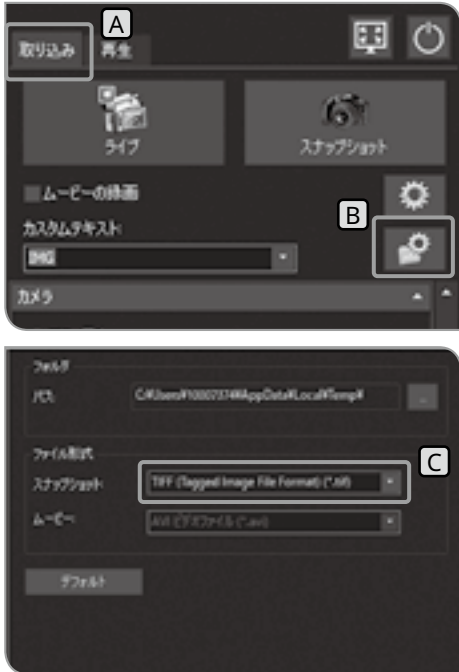 A
取り込み 再生
ライブ スナップショット
ムービーの録画
B
カスタムテキスト
IMG
カメラ
フォルダ
パス
ファイル形式
C
スナップショット TIFF (Tagged Image File Format) (*.tif)
ムービー AVI ビデオファイル (*.avi)
デフォルト